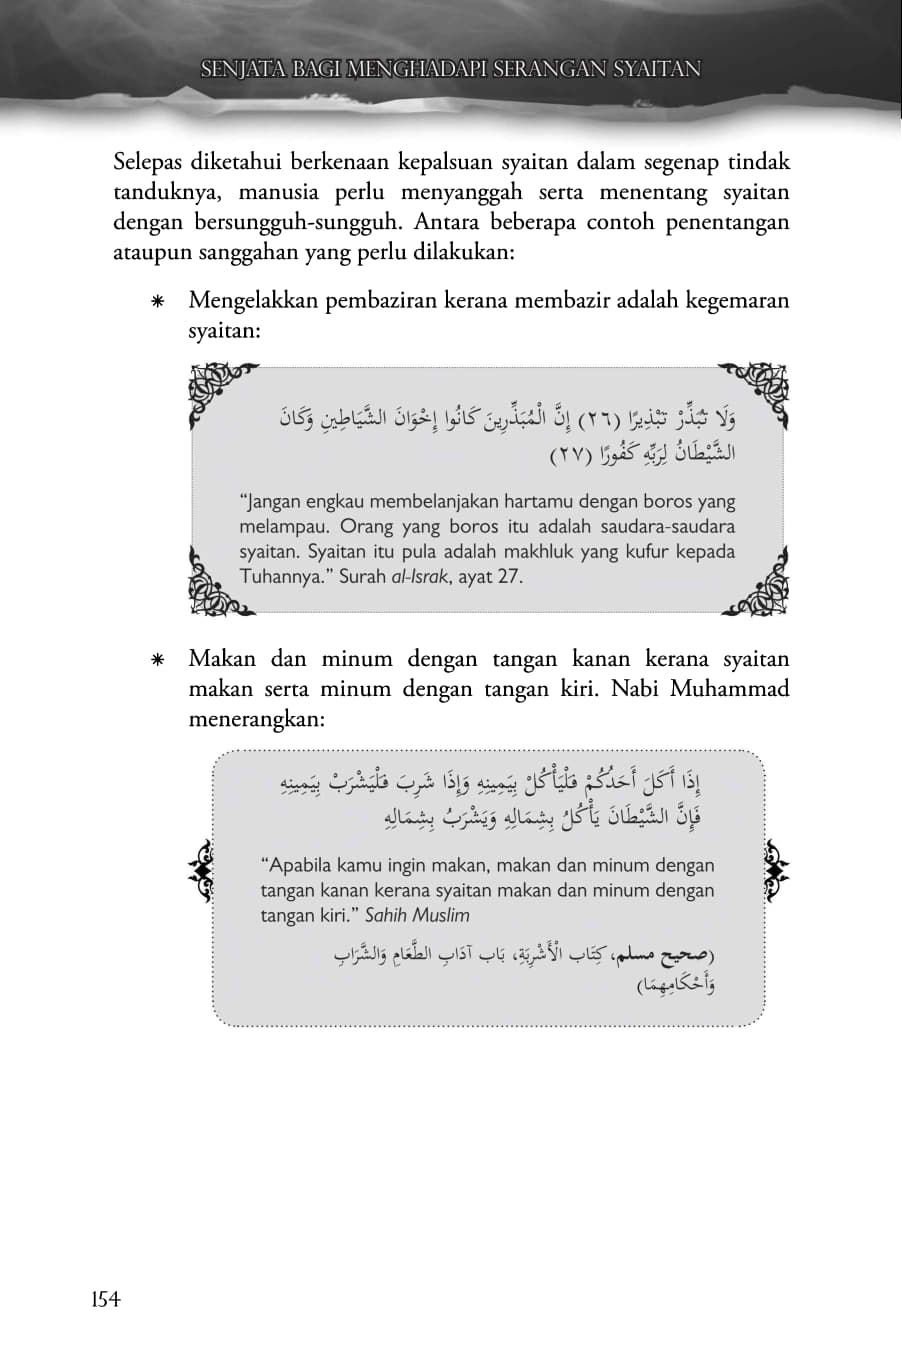 SENJATA BAGI MENGHADAPI SERANGAN SYAITAN
Selepas diketahui berkenaan kepalsuan syaitan dalam segenap tindak
tanduknya, manusia perlu menyanggah serta menentang syaitan
dengan bersungguh-sungguh. Antara beberapa contoh penentangan
ataupun sanggahan yang perlu dilakukan:
✷ Mengelakkan pembaziran kerana membazir adalah kegemaran
syaitan:
وَلَا تُبَذِّرْ تَبْذِيرًا (٢٦) إِنَّ الْمُبَذِّرِينَ كَانُوا إِخْوَانَ الشَّيَاطِينِ وَكَانَ
الشَّيْطَانُ لِرَبِّهِ كَفُورًا (٢٧)
“Jangan engkau membelanjakan hartamu dengan boros yang
melampau. Orang yang boros itu adalah saudara-saudara
syaitan. Syaitan itu pula adalah makhluk yang kufur kepada
Tuhannya.” Surah al-Israk, ayat 27.
✷ Makan dan minum dengan tangan kanan kerana syaitan
makan serta minum dengan tangan kiri. Nabi Muhammad
menerangkan:
إِذَا أَكَلَ أَحَدُكُمْ فَلْيَأْكُلْ بِيَمِينِهِ وَإِذَا شَرِبَ فَلْيَشْرَبْ بِيَمِينِهِ
فَإِنَّ الشَّيْطَانَ يَأْكُلُ بِشِمَالِهِ وَيَشْرَبُ بِشِمَالِهِ
“Apabila kamu ingin makan, makan dan minum dengan
tangan kanan kerana syaitan makan dan minum dengan
tangan kiri.” Sahih Muslim
(صحيح مسلم، كِتَاب الْأَشْرِبَةِ، بَاب آدَابِ الطَّعَامِ وَالشَّرَابِ
وَأَحْكَامِهِمَا)
154